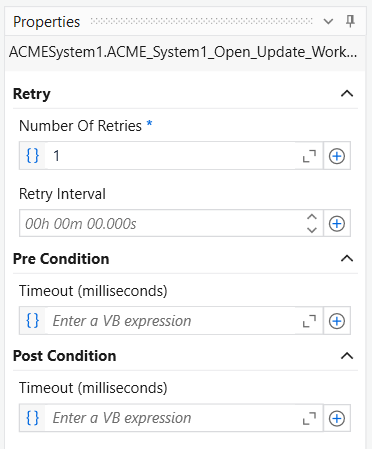 Properties
ACMESystem1.ACME_System1_Open_Update_Work...
Retry
Number Of Retries *
{} 1
Retry Interval
00h 00m 00.000s
Pre Condition
Timeout (milliseconds)
{} Enter a VB expression
Post Condition
Timeout (milliseconds)
{} Enter a VB expression